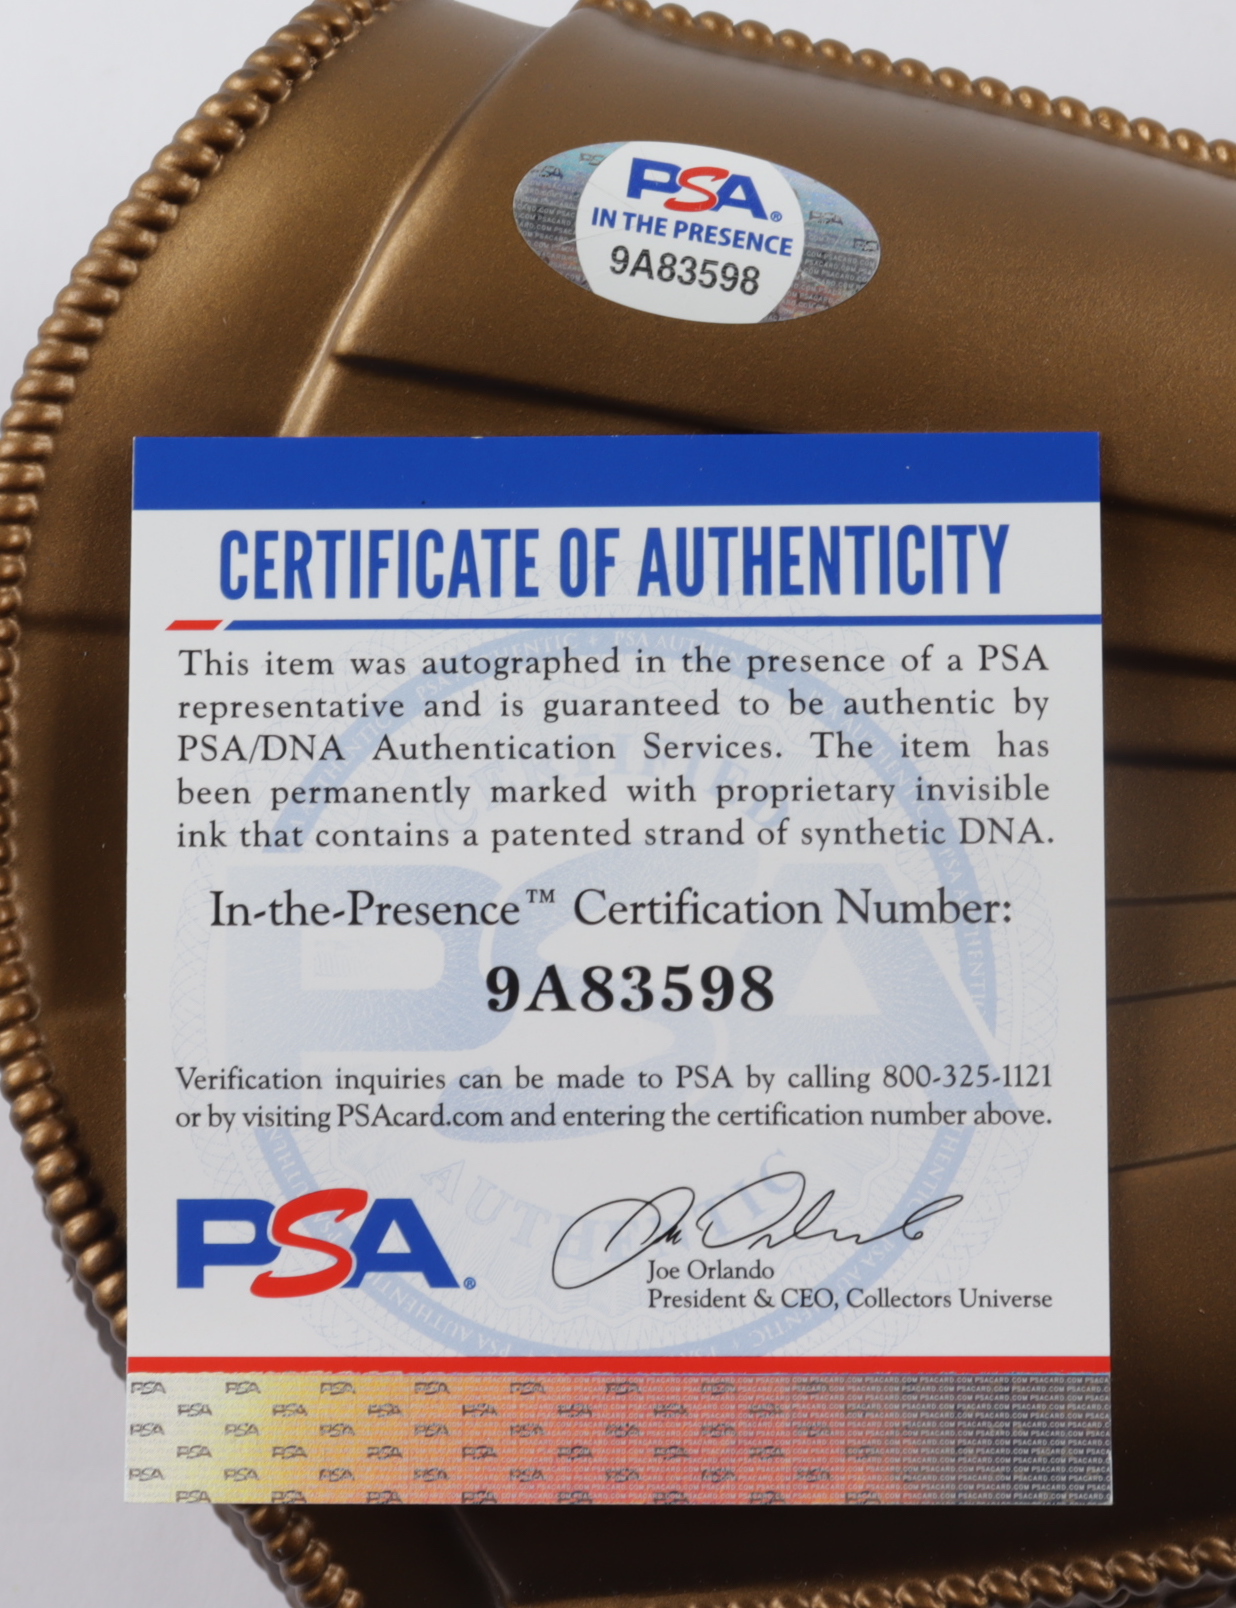 PSA®
IN THE PRESENCE
9A83598
CERTIFICATE OF AUTHENTICITY
This item was autographed in the presence of a PSA
representative and is guaranteed to be authentic by
PSA/DNA Authentication Services. The item has
been permanently marked with proprietary invisible
ink that contains a patented strand of synthetic DNA.
In-the-Presence™ Certification Number:
9A83598
Verification inquiries can be made to PSA by calling 800-325-1121
or by visiting PSAcard.com and entering the certification number above.
PSA®
Joe Orlando
President & CEO, Collectors Universe